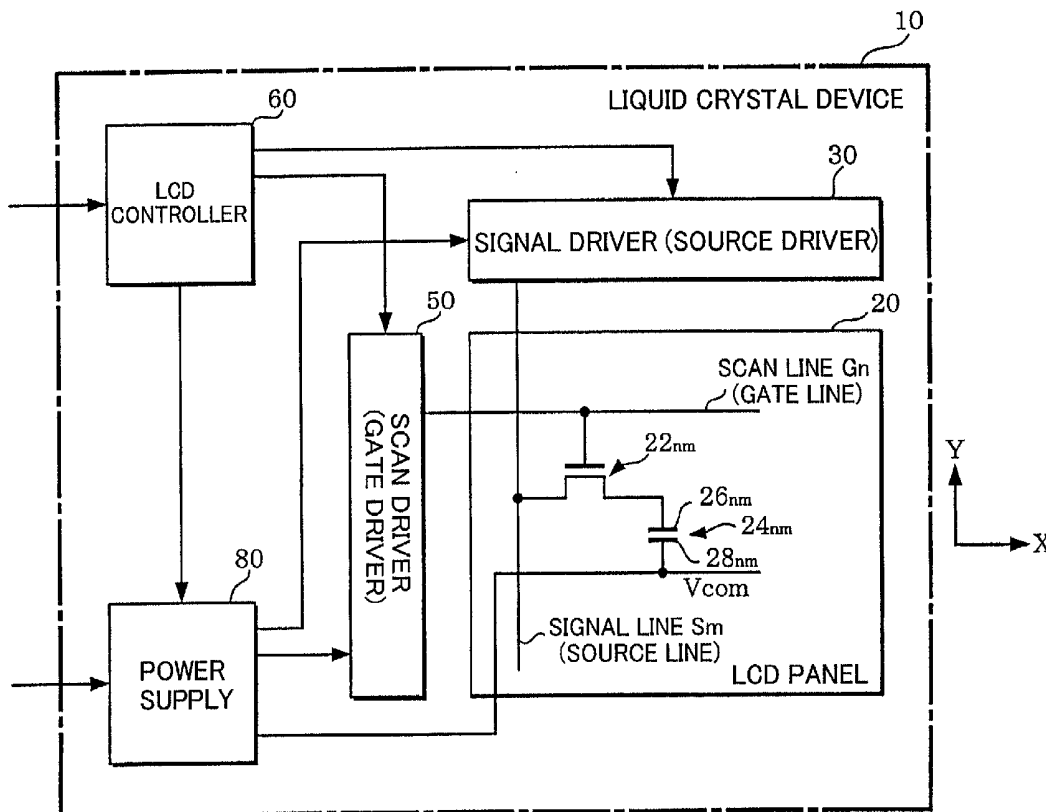 10
LIQUID CRYSTAL DEVICE
60
LCD
CONTROLLER
30
SIGNAL DRIVER (SOURCE DRIVER)
50
SCAN DRIVER
(GATE DRIVER)
20
SCAN LINE Gn
(GATE LINE)
22nm
26nm
24nm
28nm
Vcom
SIGNAL LINE Sm
(SOURCE LINE)
LCD PANEL
80
POWER
SUPPLY
Y
X